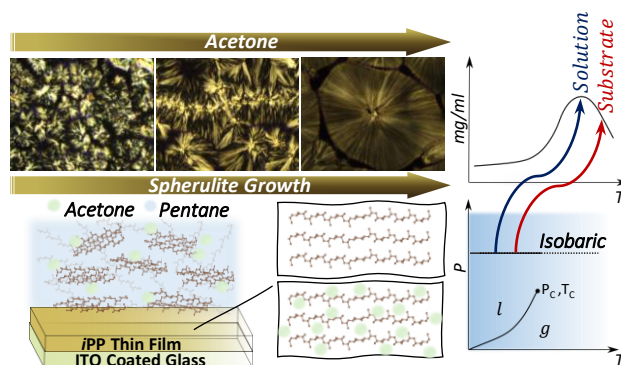 Acetone
Spherulite Growth
Acetone Pentane
iPP Thin Film
ITO Coated Glass
Solution
Substrate
mg/ml
T
Isobaric
P
P_C,T_C
l
g
T